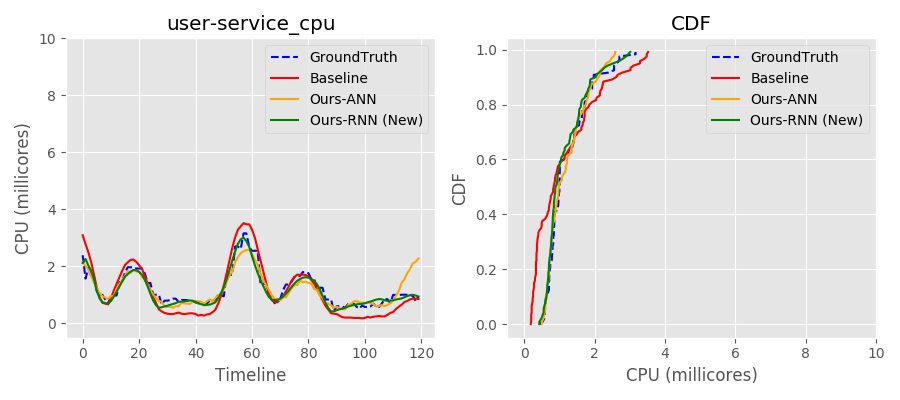 user-service_cpu
CPU (millicores)
10
8
6
4
2
0
GroundTruth
Baseline
Ours-ANN
Ours-RNN (New)
0 20 40 60 80 100 120
Timeline
CDF
CDF
1.0
0.8
0.6
0.4
0.2
0.0
GroundTruth
Baseline
Ours-ANN
Ours-RNN (New)
0 2 4 6 8 10
CPU (millicores)